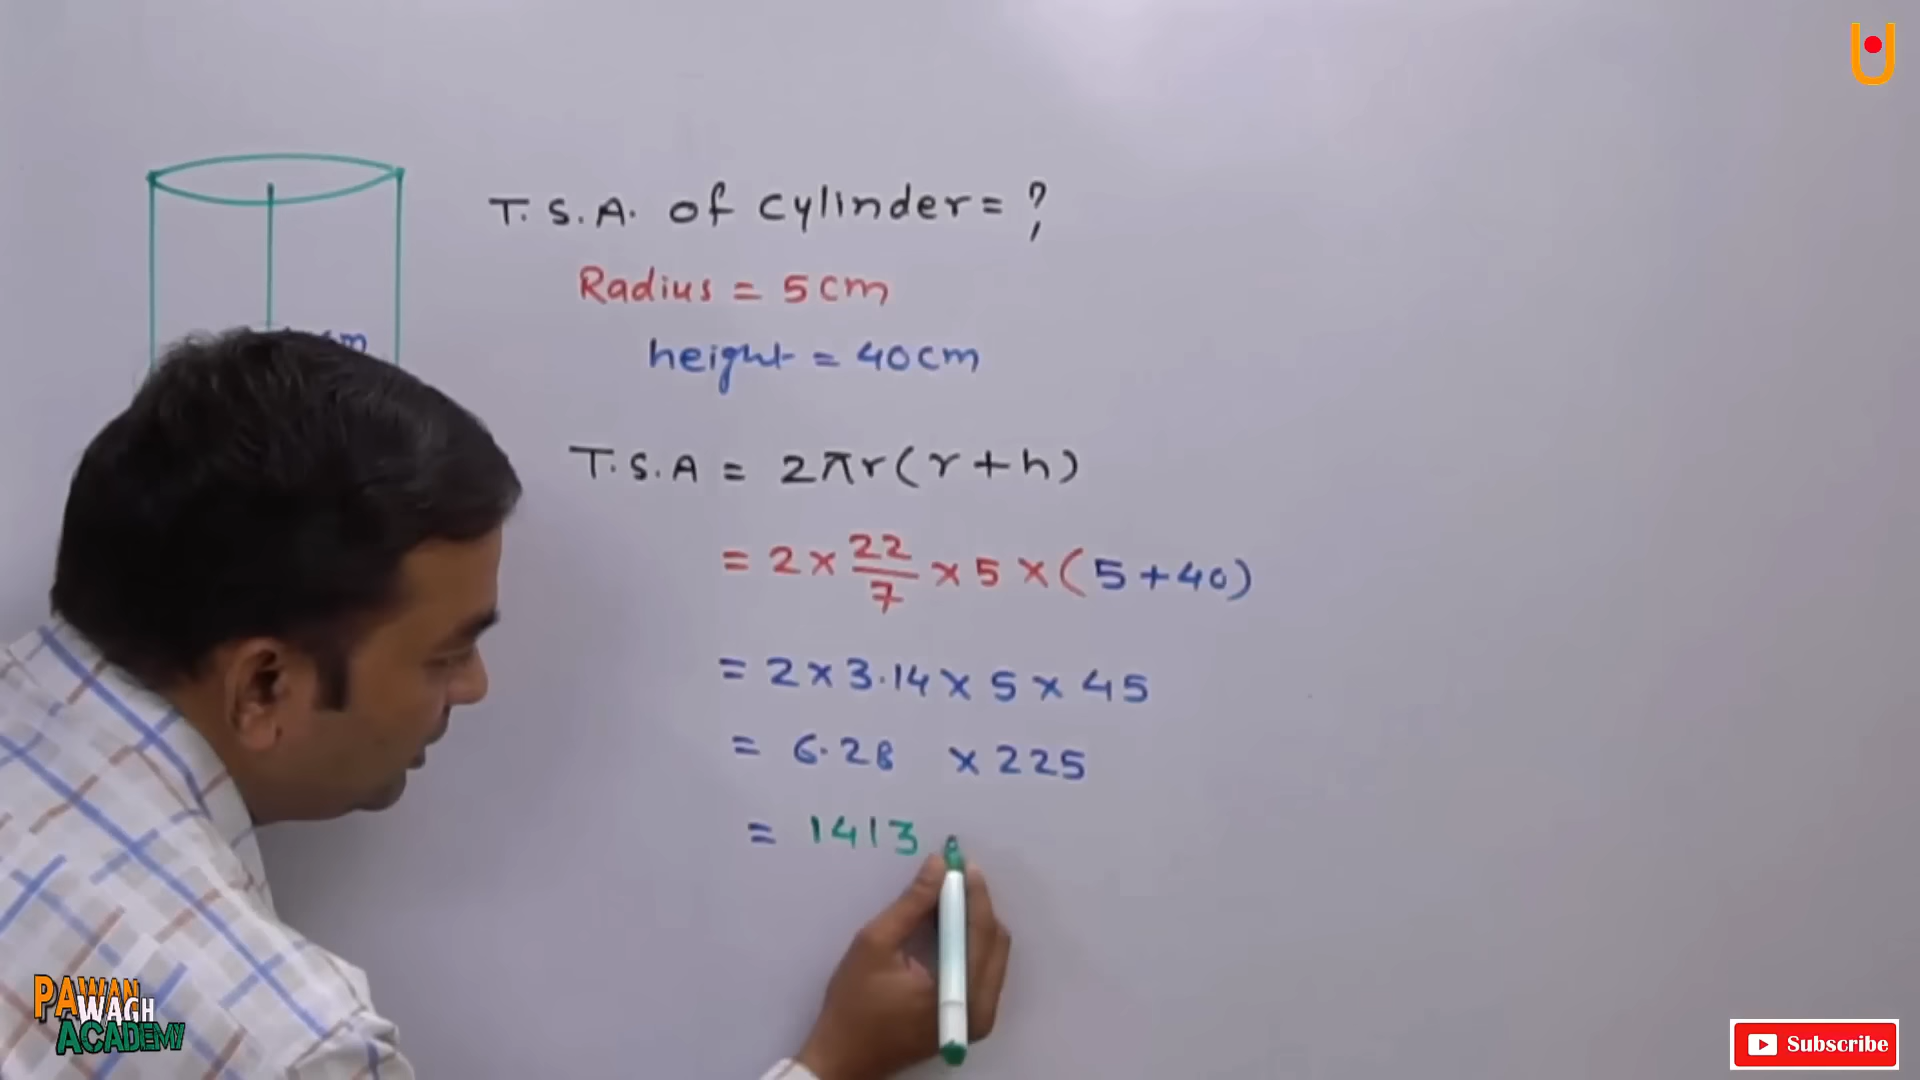 T.S.A. of cylinder = ?
Radius = 5cm
height = 40cm
T.S.A = 2πr(r+h)
= 2 × 22/7 × 5 × (5+40)
= 2 × 3.14 × 5 × 45
= 6.28 × 225
= 1413
PAWAN
WAGH
ACADEMY
Subscribe